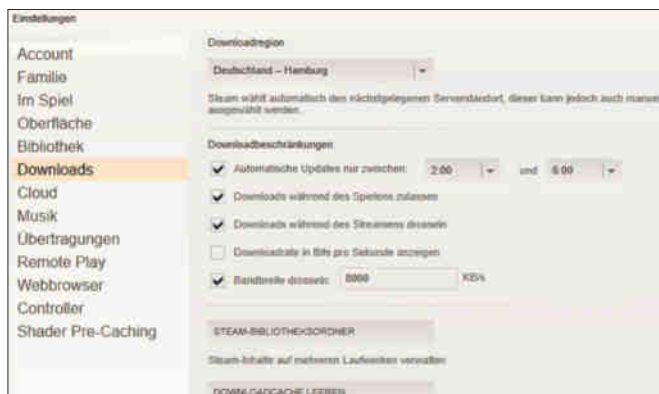 Einstellungen
Account
Familie
Im Spiel
Oberfläche
Bibliothek
Downloads
Cloud
Musik
Übertragungen
Remote Play
Webbrowser
Controller
Shader Pre-Caching
Downloadregion
Deutschland – Hamburg
Steam wählt automatisch den nächstgelegenen Serverstandort, dieser kann jedoch auch manuel
ausgewählt werden.
Downloadbeschränkungen
Automatische Updates nur zwischen: 2:00 und 6:00
Downloads während des Spielens zulassen
Downloads während des Streamens drosseln
Downloadrate in Bits pro Sekunde anzeigen
Bandbreite drosseln: 8000 KB/s
STEAM-BIBLIOTHEKSORDNER
Steam-Inhalte auf mehreren Laufwerken verwalten
DOWNLOADCACHE LEEREN